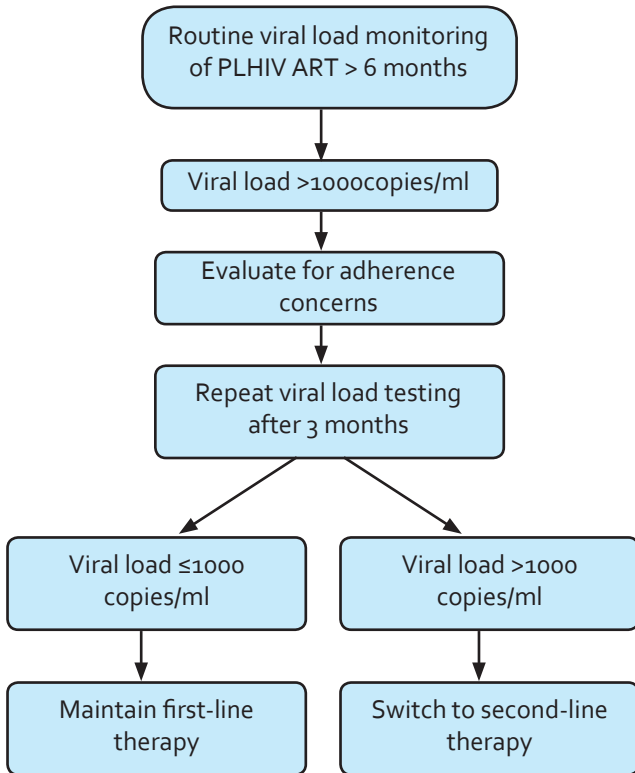 Routine viral load monitoring
of PLHIV ART > 6 months
Viral load >1000copies/ml
Evaluate for adherence
concerns
Repeat viral load testing
after 3 months
Viral load ≤1000
copies/ml
Viral load >1000
copies/ml
Maintain first-line
therapy
Switch to second-line
therapy